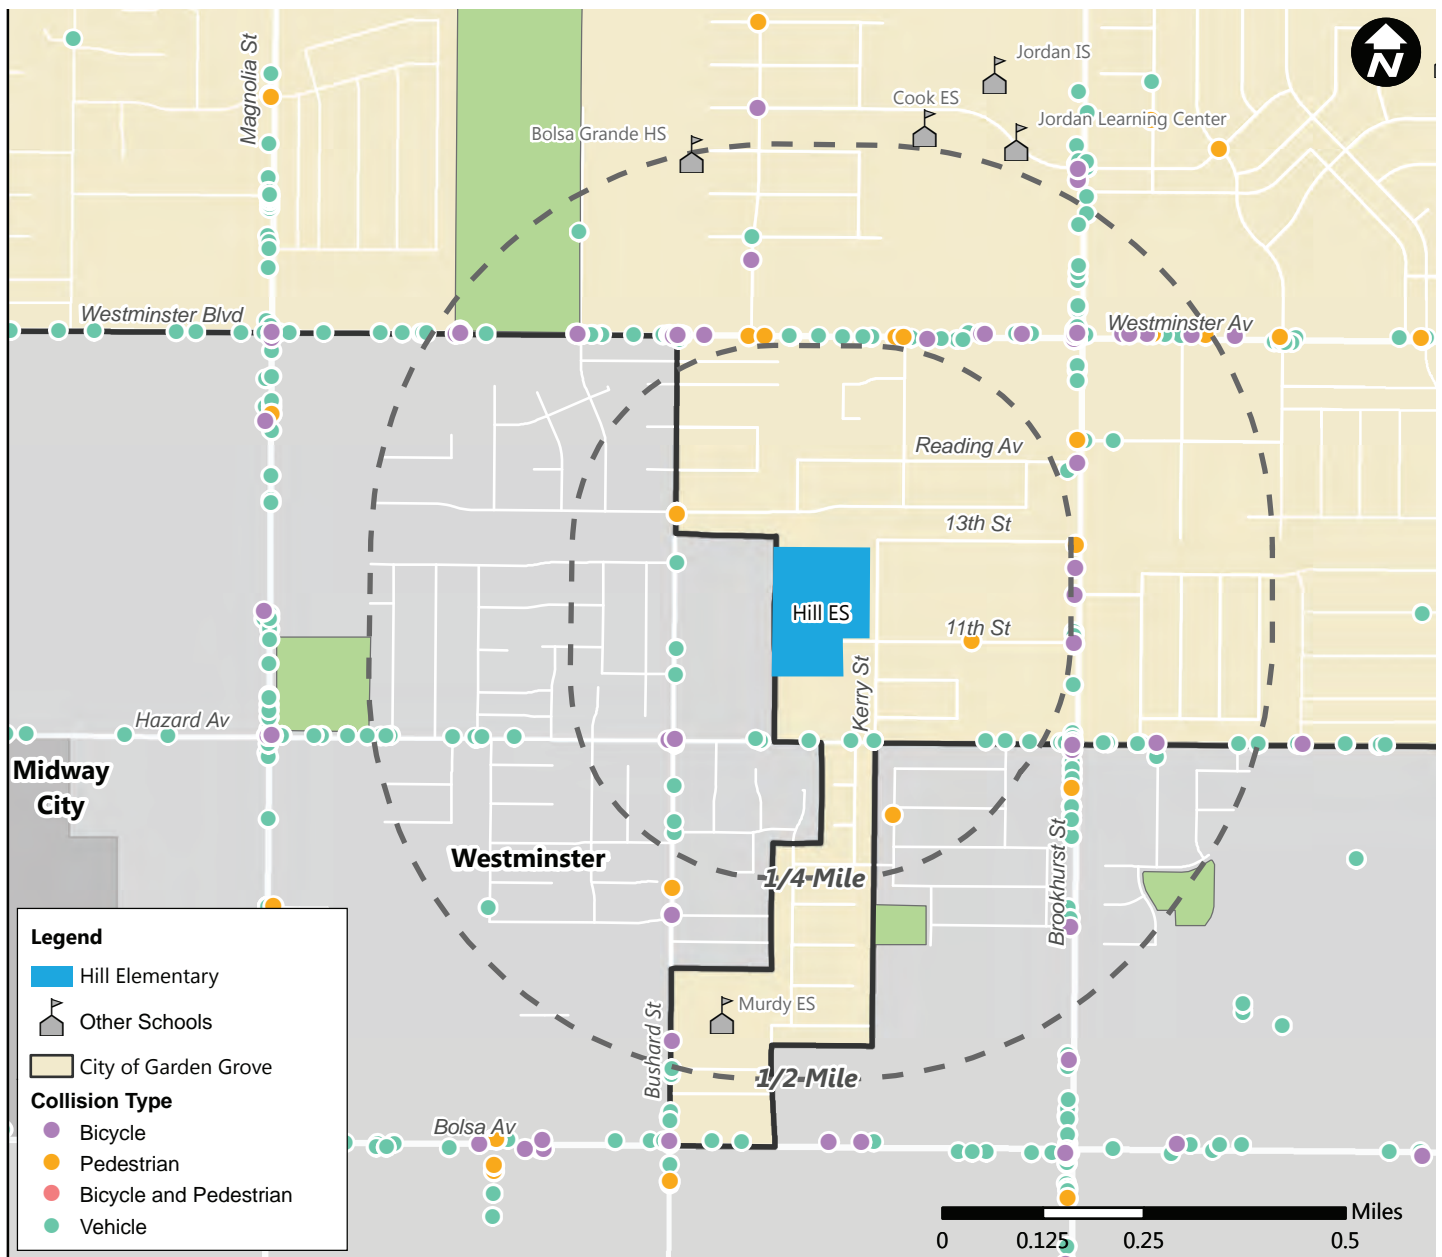 N
Jordan IS
Cook ES
Jordan Learning Center
Bolsa Grande HS
Magnolia St
Westminster Blvd
Westminster Av
Reading Av
13th St
Hill ES
11th St
Kerry St
Hazard Av
Midway
City
Westminster
1/4 Mile
Brookhurst St
Murdy ES
Bushard St
1/2 Mile
Bolsa Av
Legend
Hill Elementary
Other Schools
City of Garden Grove
Collision Type
Bicycle
Pedestrian
Bicycle and Pedestrian
Vehicle
Miles
0 0.125 0.25 0.5